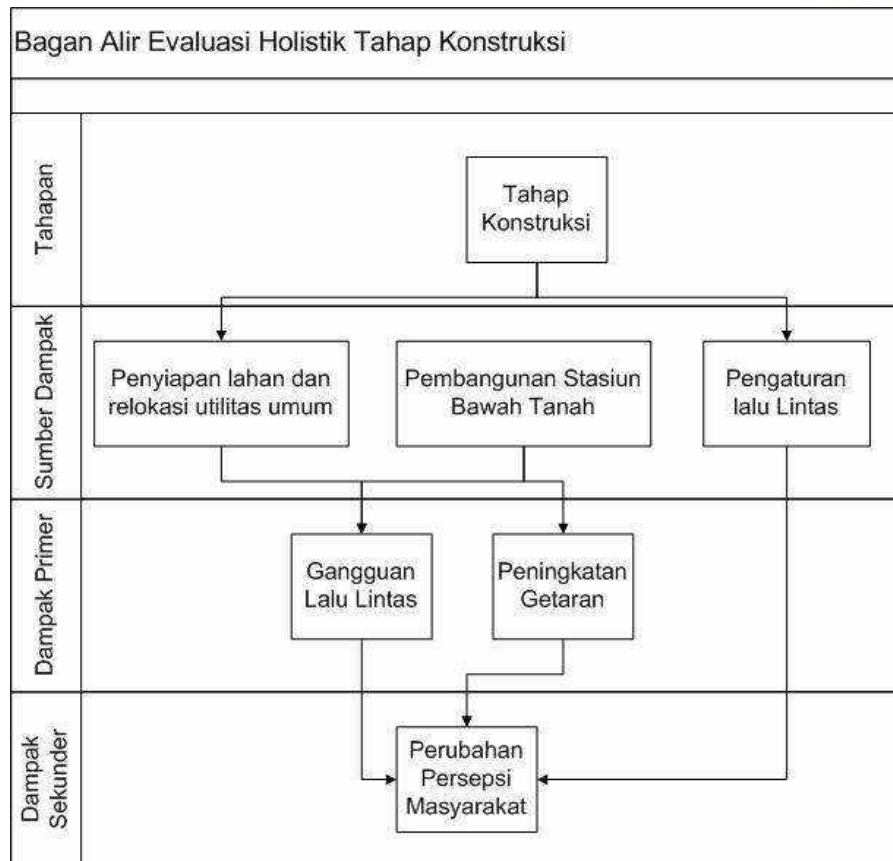 Bagan Alir Evaluasi Holistik Tahap Konstruksi
Tahapan
Tahap
Konstruksi
Sumber Dampak
Penyiapan lahan dan
relokasi utilitas umum
Pembangunan Stasiun
Bawah Tanah
Pengaturan
lalu Lintas
Dampak Primer
Gangguan
Lalu Lintas
Peningkatan
Getaran
Dampak
Sekunder
Perubahan
Persepsi
Masyarakat